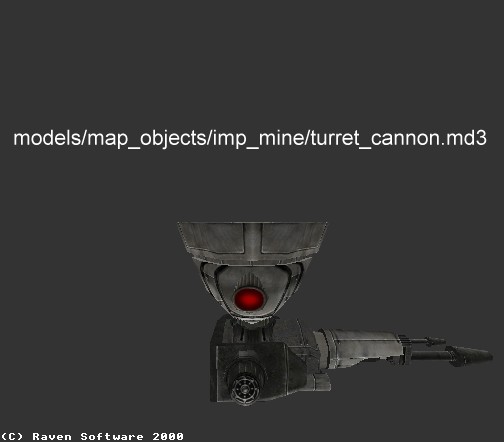 models/map_objects/imp_mine/turret_cannon.md3
(C) Raven Software 2000